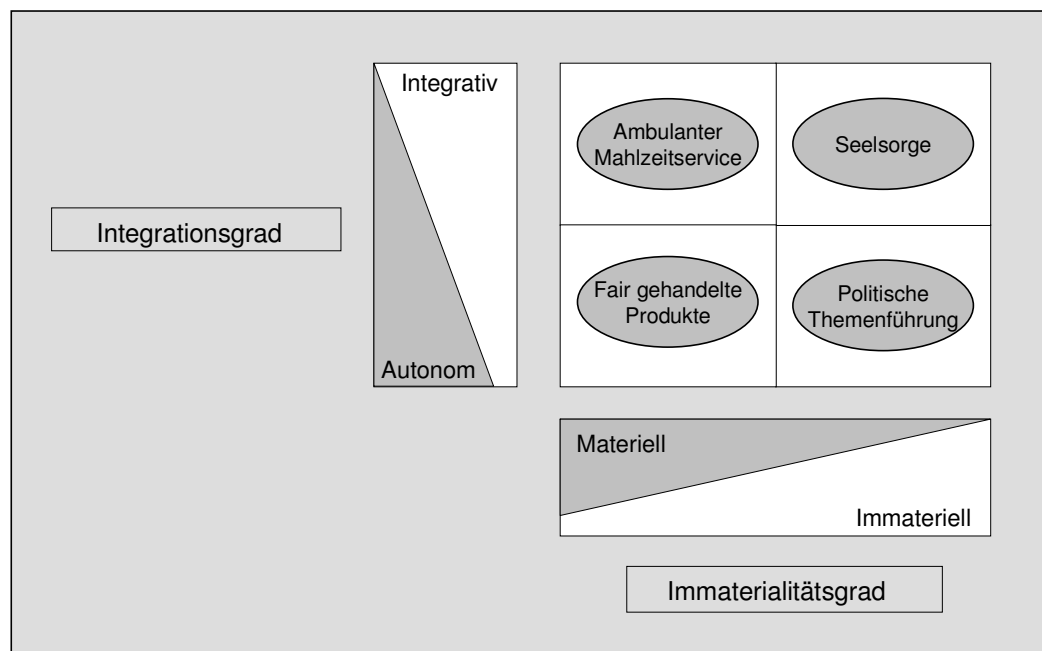 Integrativ
Ambulanter
Mahlzeitservice
Seelsorge
Integrationsgrad
Fair gehandelte
Produkte
Politische
Themenführung
Autonom
Materiell
Immateriell
Immaterialitätsgrad